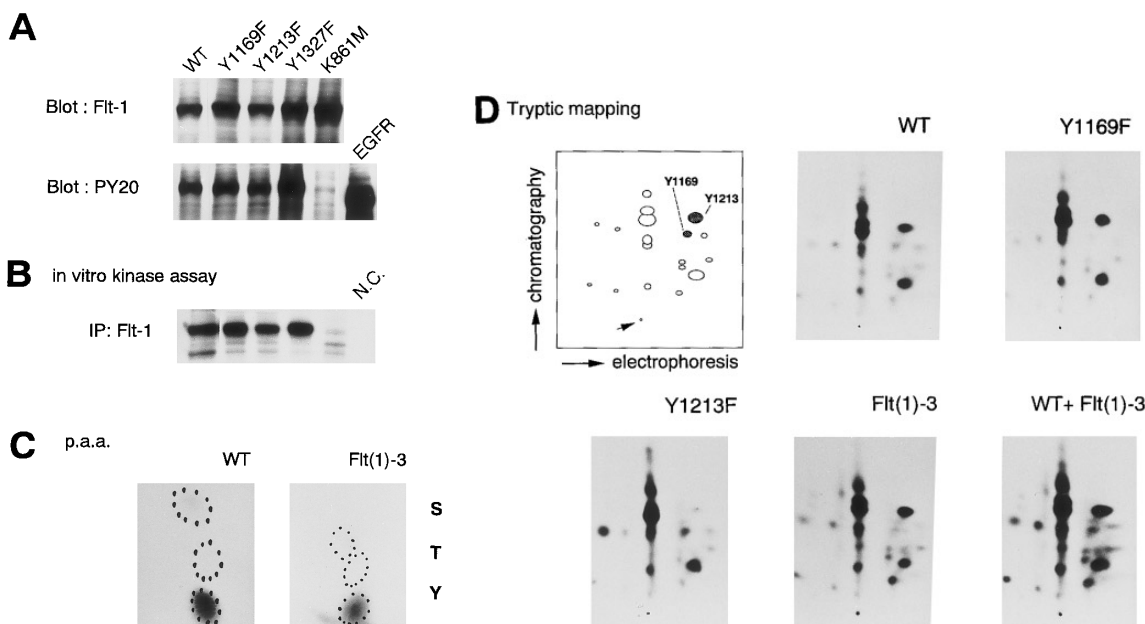 A
WT
Y1169F
Y1213F
Y1327F
K861M
Blot : Flt-1
EGFR
Blot : PY20
B in vitro kinase assay
N.C.
IP: Flt-1
C p.a.a.
WT Flt(1)-3
S
T
Y
D Tryptic mapping
WT Y1169F
chromatography
Y1169
Y1213
electrophoresis
Y1213F Flt(1)-3 WT+ Flt(1)-3